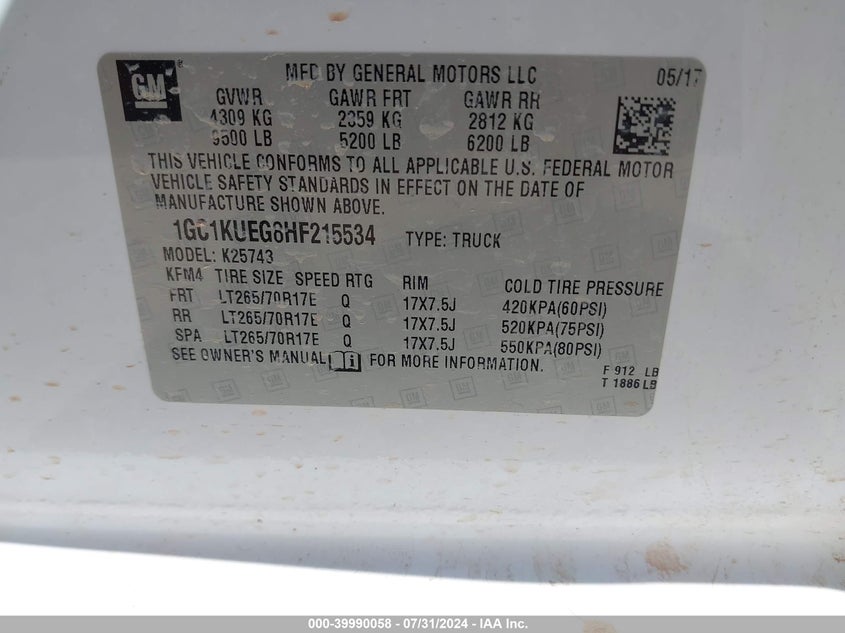 GM ®
MFD BY GENERAL MOTORS LLC 05/17
GVWR GAWR FRT GAWR RR
4309 KG 2359 KG 2812 KG
9500 LB 5200 LB 6200 LB
THIS VEHICLE CONFORMS TO ALL APPLICABLE U.S. FEDERAL MOTOR
VEHICLE SAFETY STANDARDS IN EFFECT ON THE DATE OF
MANUFACTURE SHOWN ABOVE.
1GC1KUEG8HF215534 TYPE: TRUCK
MODEL: K25743
KFM4 TIRE SIZE SPEED RTG RIM COLD TIRE PRESSURE
FRT LT265/70R17E Q 17X7.5J 420KPA(60PSI)
RR LT265/70R17E Q 17X7.5J 520KPA(75PSI)
SPA LT265/70R17E Q 17X7.5J 550KPA(80PSI)
SEE OWNER'S MANUAL FOR MORE INFORMATION.
F 912 LB
T 1886 LB
000-39990058 - 07/31/2024 - IAA Inc.